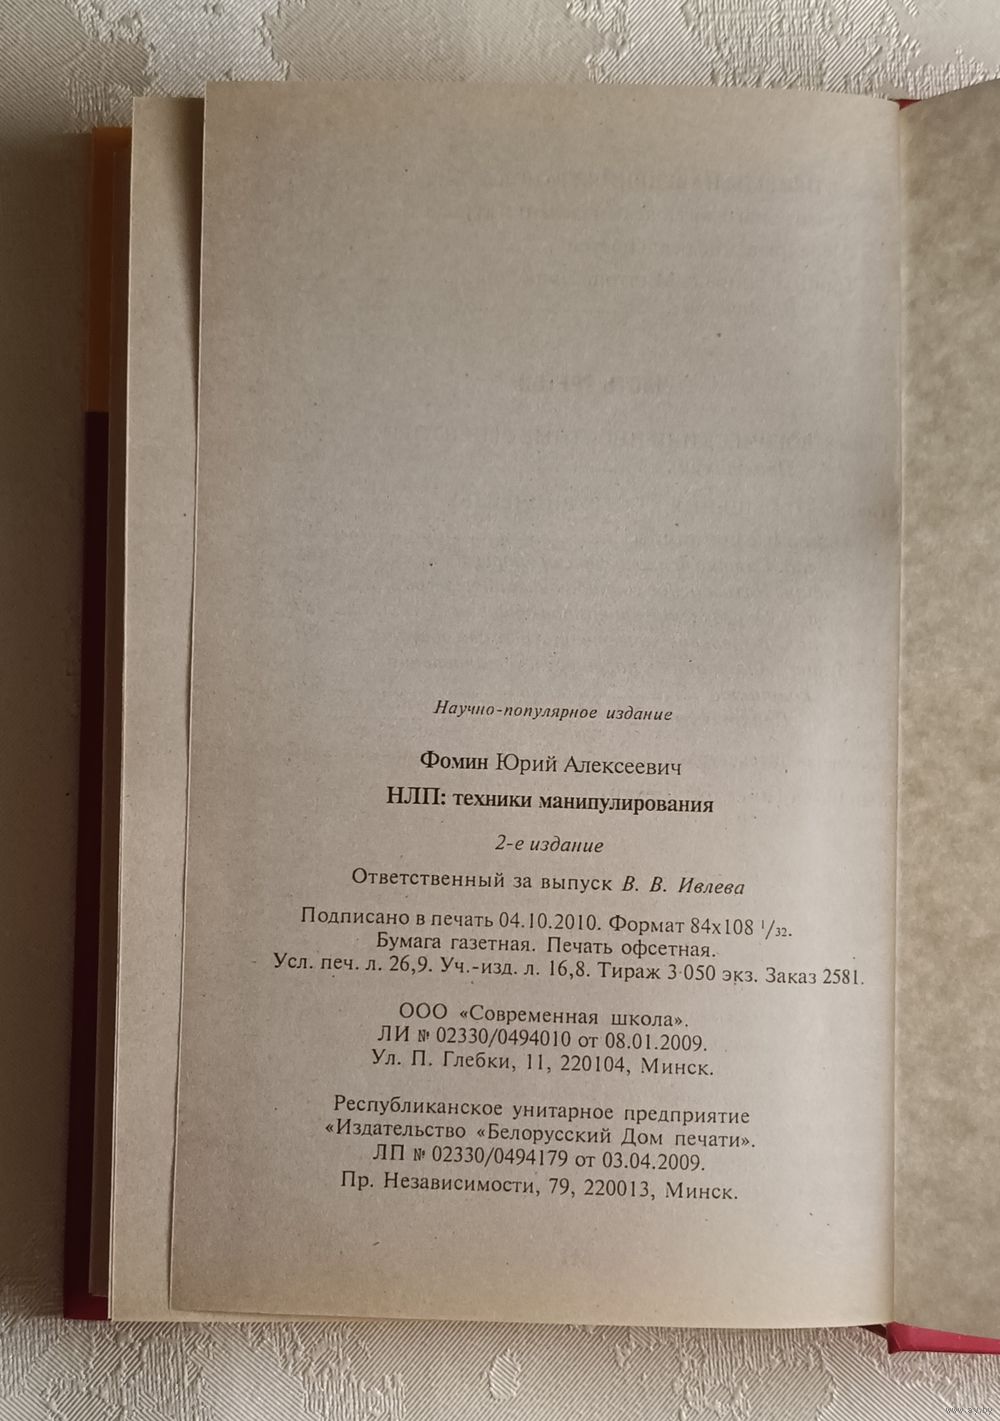 Научно-популярное издание
Фомин Юрий Алексеевич
НЛП: техники манипулирования
2-е издание
Ответственный за выпуск В. В. Ивлева
Подписано в печать 04.10.2010. Формат 84х108 1/32.
Бумага газетная. Печать офсетная.
Усл. печ. л. 26,9. Уч.-изд. л. 16,8. Тираж 3 050 экз. Заказ 2581.
ООО «Современная школа».
ЛИ № 02330/0494010 от 08.01.2009.
Ул. П. Глебки, 11, 220104, Минск.
Республиканское унитарное предприятие
«Издательство «Белорусский Дом печати».
ЛП № 02330/0494179 от 03.04.2009.
Пр. Независимости, 79, 220013, Минск.
www.ay.by